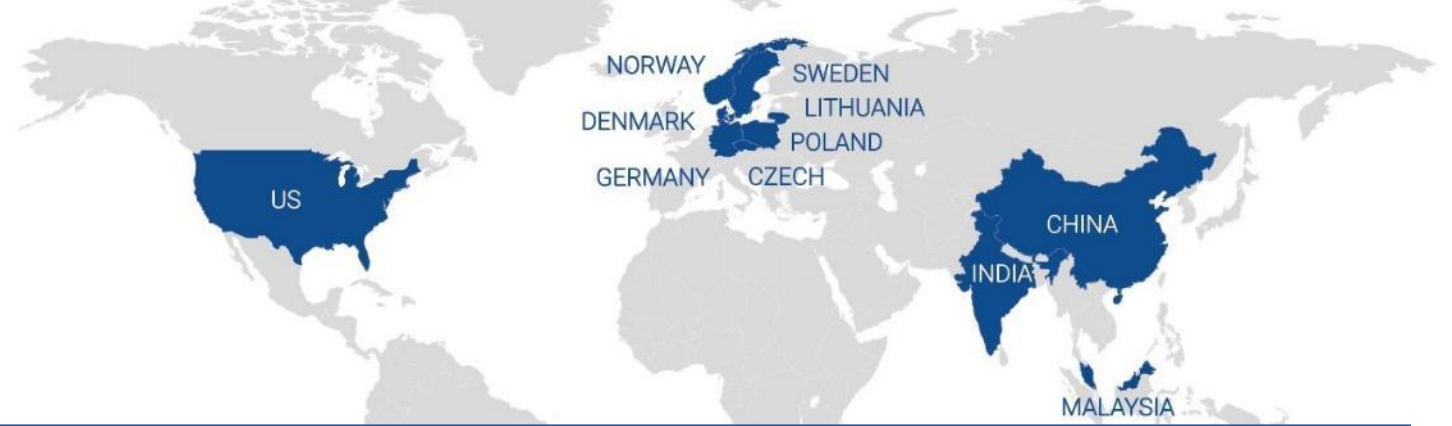 NORWAY
SWEDEN
LITHUANIA
DENMARK
POLAND
GERMANY
CZECH
US
CHINA
INDIA
MALAYSIA